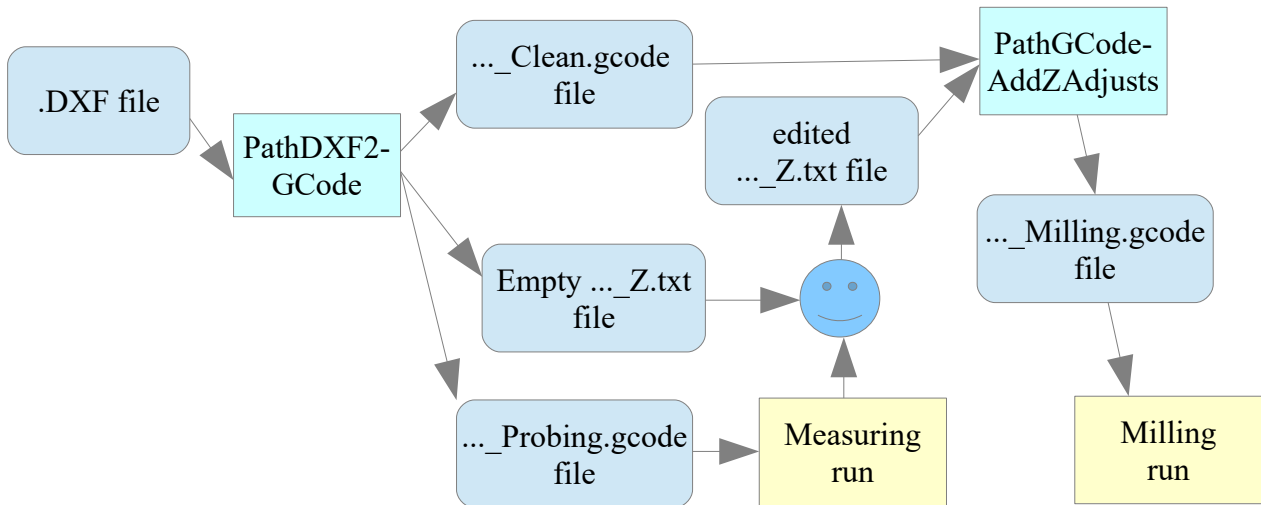 .DXF file
PathDXF2-
GCode
..._Clean.gcode
file
Empty ..._Z.txt
file
..._Probing.gcode
file
Measuring
run
edited
..._Z.txt file
PathGCode-
AddZAdjusts
..._Milling.gcode
file
Milling
run